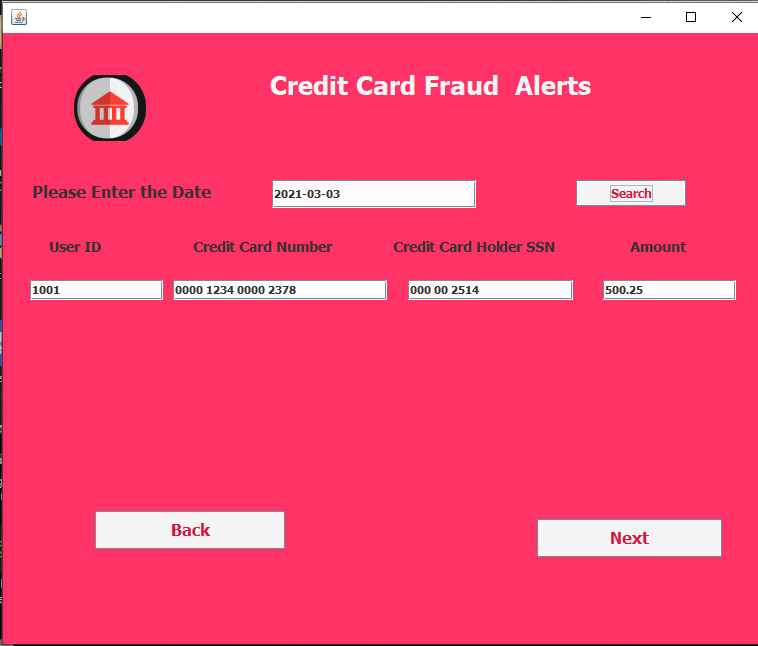 Credit Card Fraud  Alerts
Please Enter the Date 2021-03-03 Search
User ID Credit Card Number Credit Card Holder SSN Amount
1001 0000 1234 0000 2378 000 00 2514 500.25
Back
Next